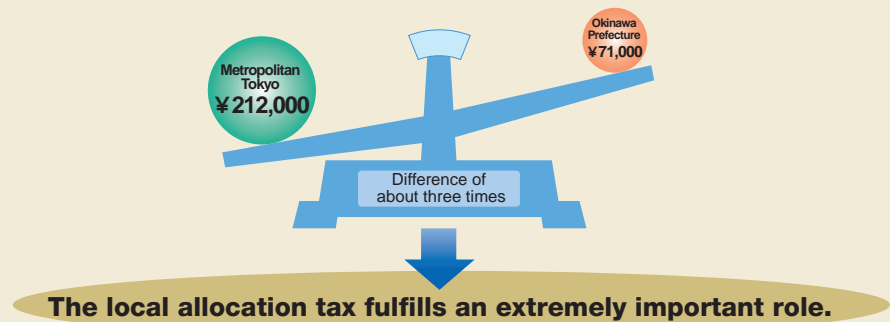 Okinawa
Prefecture
¥71,000
Metropolitan
Tokyo
¥212,000
Difference of
about three times
The local allocation tax fulfills an extremely important role.